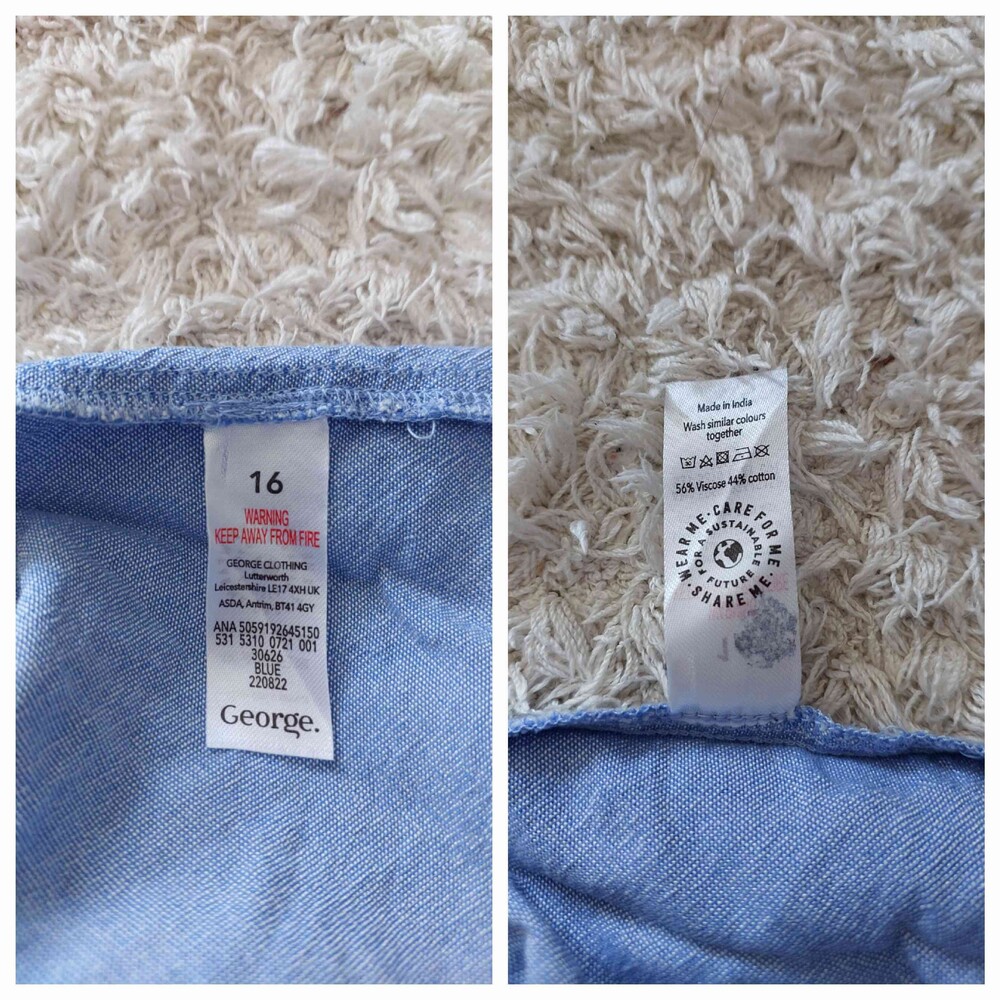 16
WARNING
KEEP AWAY FROM FIRE
GEORGE CLOTHING
Lutterworth
Leicestershire LE17 4XH UK
ASDA, Antrim, BT41 4GY
ANA 5059192645150
531 5310 0721 001
30626
BLUE
220822
George.
Made in India
Wash similar colours
together
56% Viscose 44% cotton
WEAR ME · CARE FOR ME · SHARE ME ·
FOR A SUSTAINABLE FUTURE